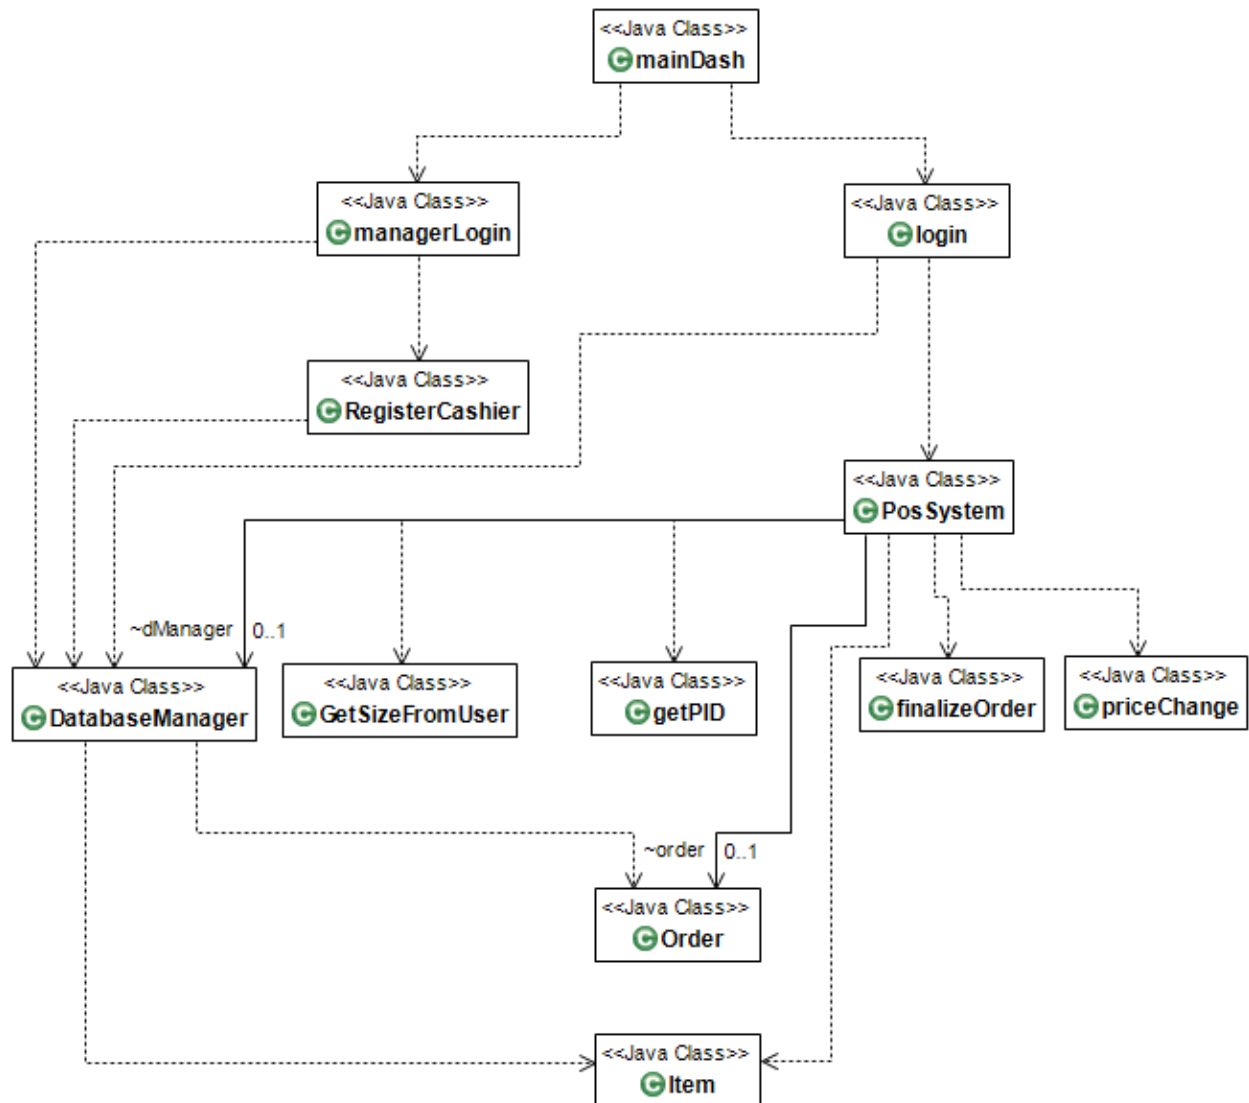 <<Java Class>>
C mainDash
<<Java Class>>
C managerLogin
<<Java Class>>
C login
<<Java Class>>
C RegisterCashier
<<Java Class>>
C PosSystem
~dManager 0..1
<<Java Class>>
C DatabaseManager
<<Java Class>>
C GetSizeFromUser
<<Java Class>>
C getPID
<<Java Class>>
C finalizeOrder
<<Java Class>>
C priceChange
~order 0..1
<<Java Class>>
C Order
<<Java Class>>
C Item